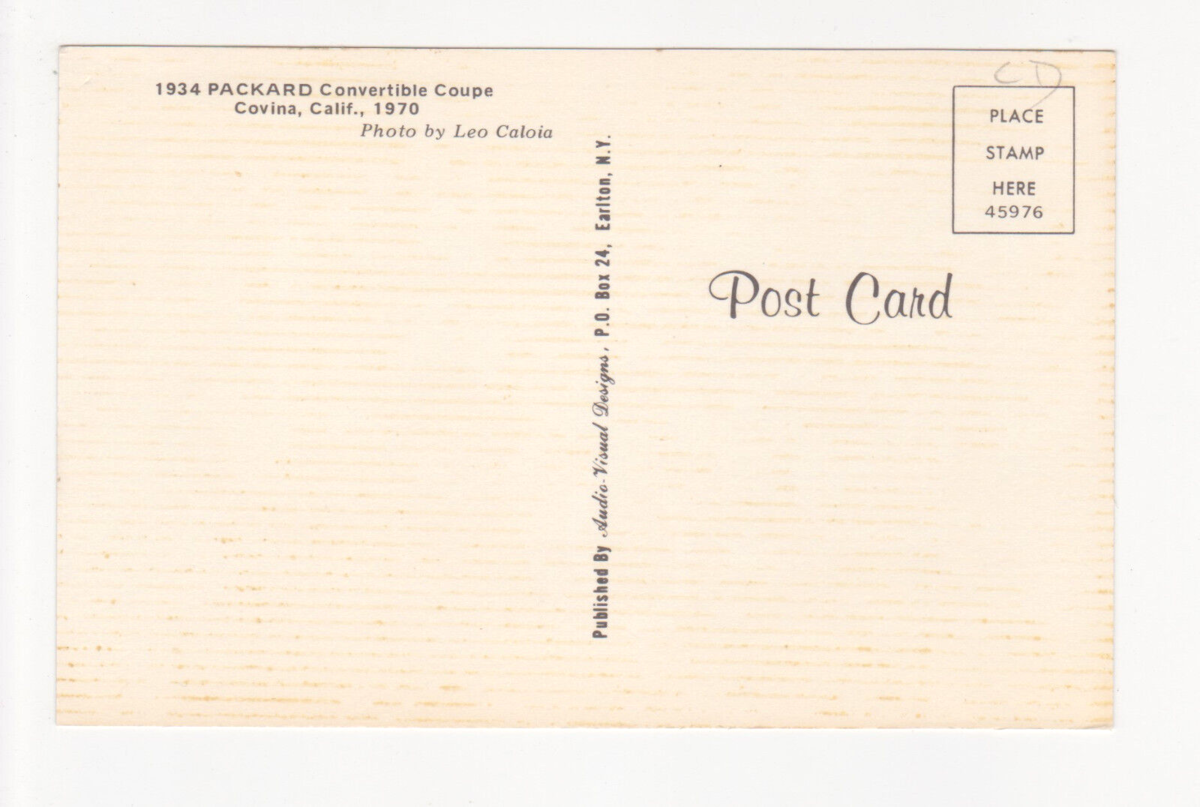 1934 PACKARD Convertible Coupe
Covina, Calif., 1970
Photo by Leo Caloia
Published By Audio-Visual Designs, P.O. Box 24, Earlton, N.Y.
CD
PLACE
STAMP
HERE
45976
Post Card